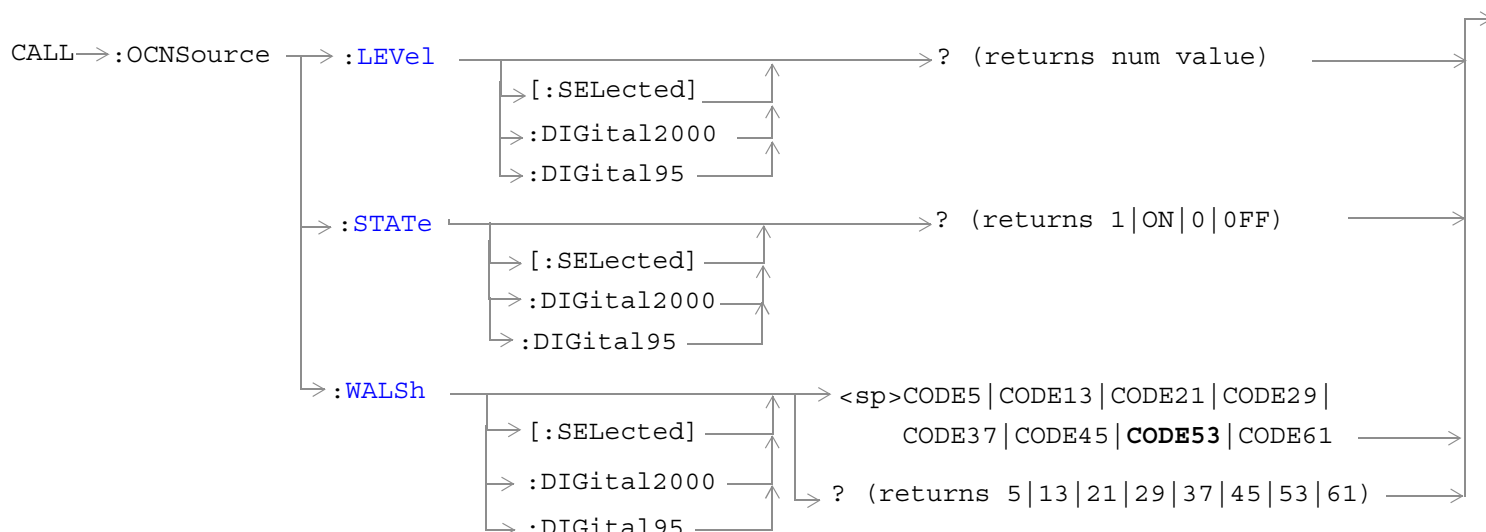 CALL :OCNSource :LEVel ? (returns num value)
[:SELected]
:DIGital2000
:DIGital95
:STATe ? (returns 1|ON|0|0FF)
[:SELected]
:DIGital2000
:DIGital95
:WALSh <sp>CODE5|CODE13|CODE21|CODE29|
[:SELected] CODE37|CODE45|CODE53|CODE61
:DIGital2000 ? (returns 5|13|21|29|37|45|53|61)
:DIGital95